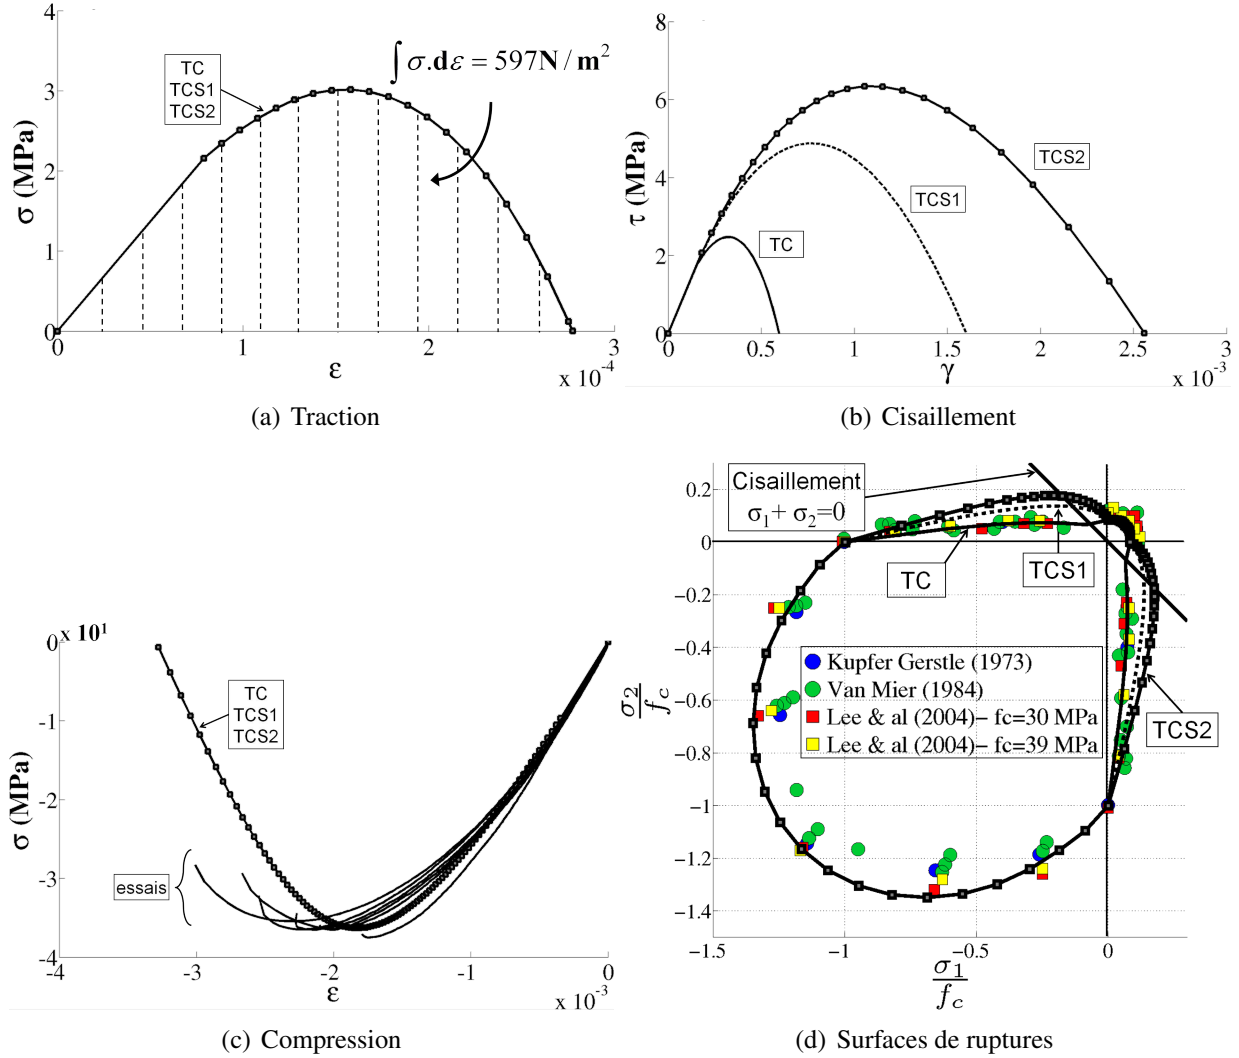 4
3
2
1
0
σ (MPa)
TC
TCS1
TCS2
∫ σ.dε = 597N / m²
0
1
2
3
ε
x 10⁻⁴
(a) Traction
8
6
4
2
0
τ (MPa)
TCS2
TCS1
TC
0
0.5
1
1.5
2
2.5
3
γ
x 10⁻³
(b) Cisaillement
0
x 10¹
-1
-2
-3
-4
σ (MPa)
TC
TCS1
TCS2
essais
-4
-3
-2
-1
0
ε
x 10⁻³
(c) Compression
0.2
0
-0.2
-0.4
-0.6
-0.8
-1
-1.2
-1.4
σ₂/f_c
Cisaillement
σ₁+ σ₂=0
TC
TCS1
TCS2
Kupfer Gerstle (1973)
Van Mier (1984)
Lee & al (2004)– fc=30 MPa
Lee & al (2004)– fc=39 MPa
-1.5
-1
-0.5
0
σ₁/f_c
(d) Surfaces de ruptures